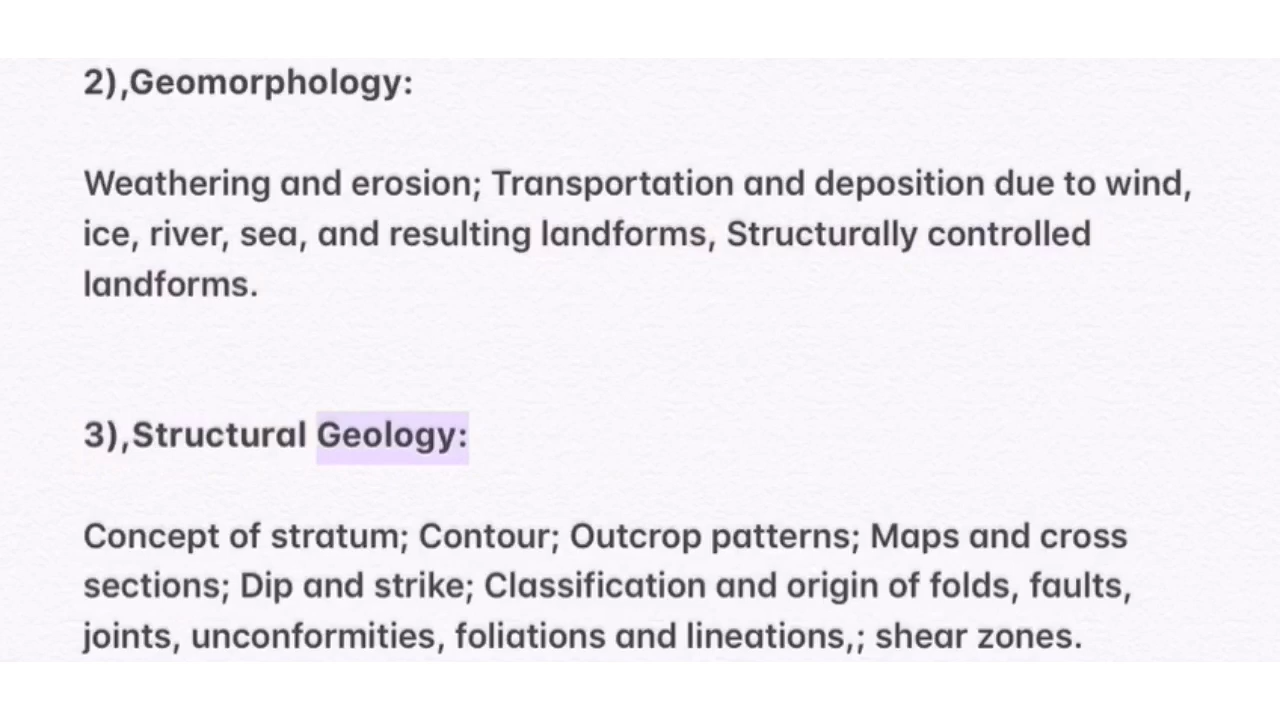 2),Geomorphology:
Weathering and erosion; Transportation and deposition due to wind,
ice, river, sea, and resulting landforms, Structurally controlled
landforms.
3),Structural Geology:
Concept of stratum; Contour; Outcrop patterns; Maps and cross
sections; Dip and strike; Classification and origin of folds, faults,
joints, unconformities, foliations and lineations,; shear zones.